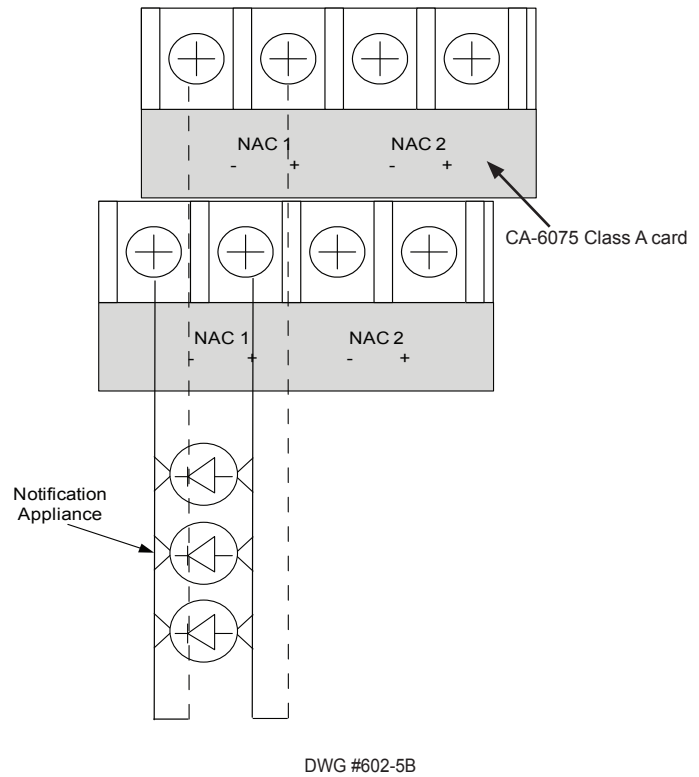 NAC 1 NAC 2
- + - +
CA-6075 Class A card
NAC 1 NAC 2
- + - +
Notification
Appliance
DWG #602-5B